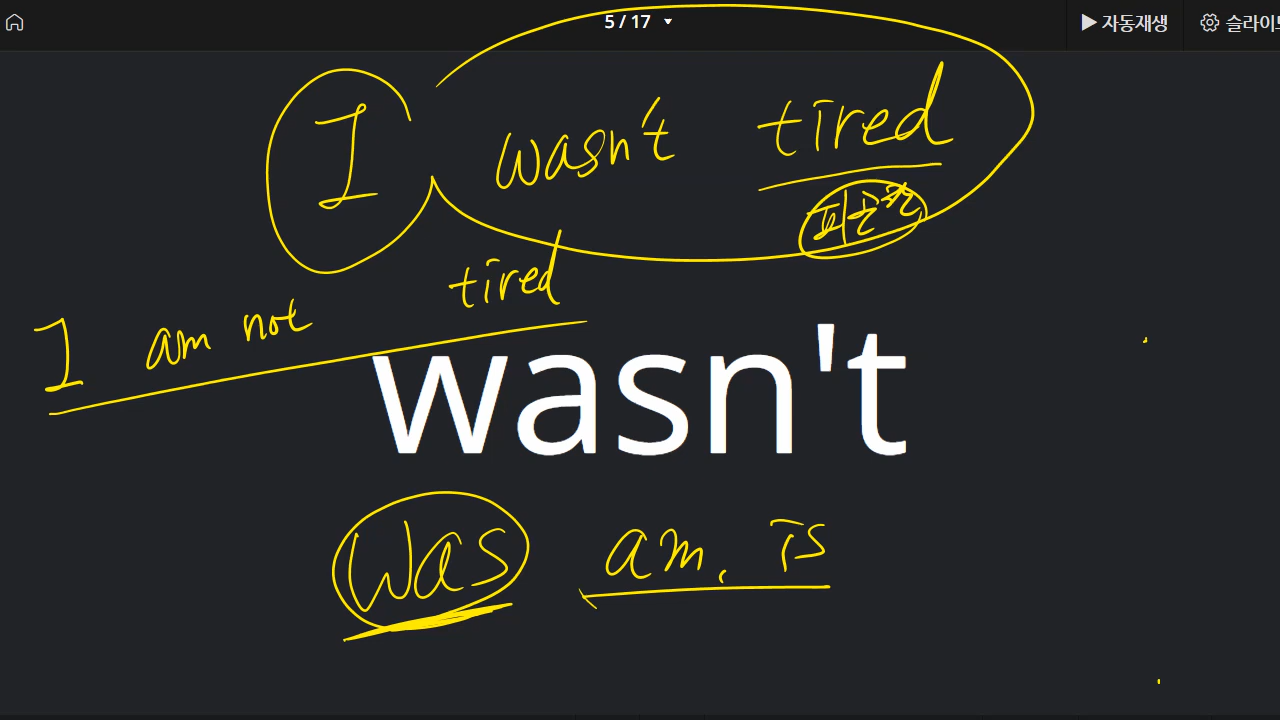 5 / 17 ▼ ▶ 자동재생 슬라이드
I wasn't tired
피곤한
I am not tired
wasn't
was am, is